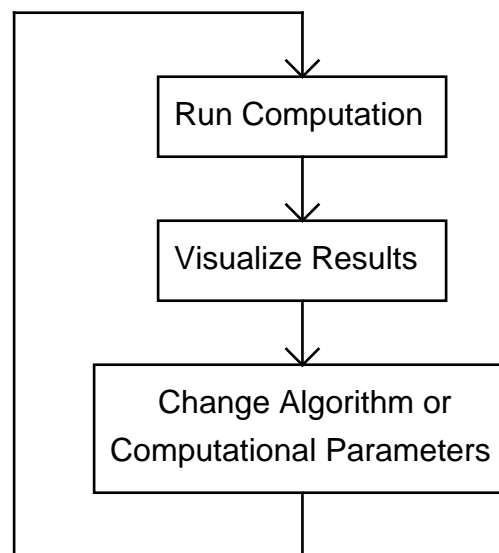 Run Computation
Visualize Results
Change Algorithm or
Computational Parameters